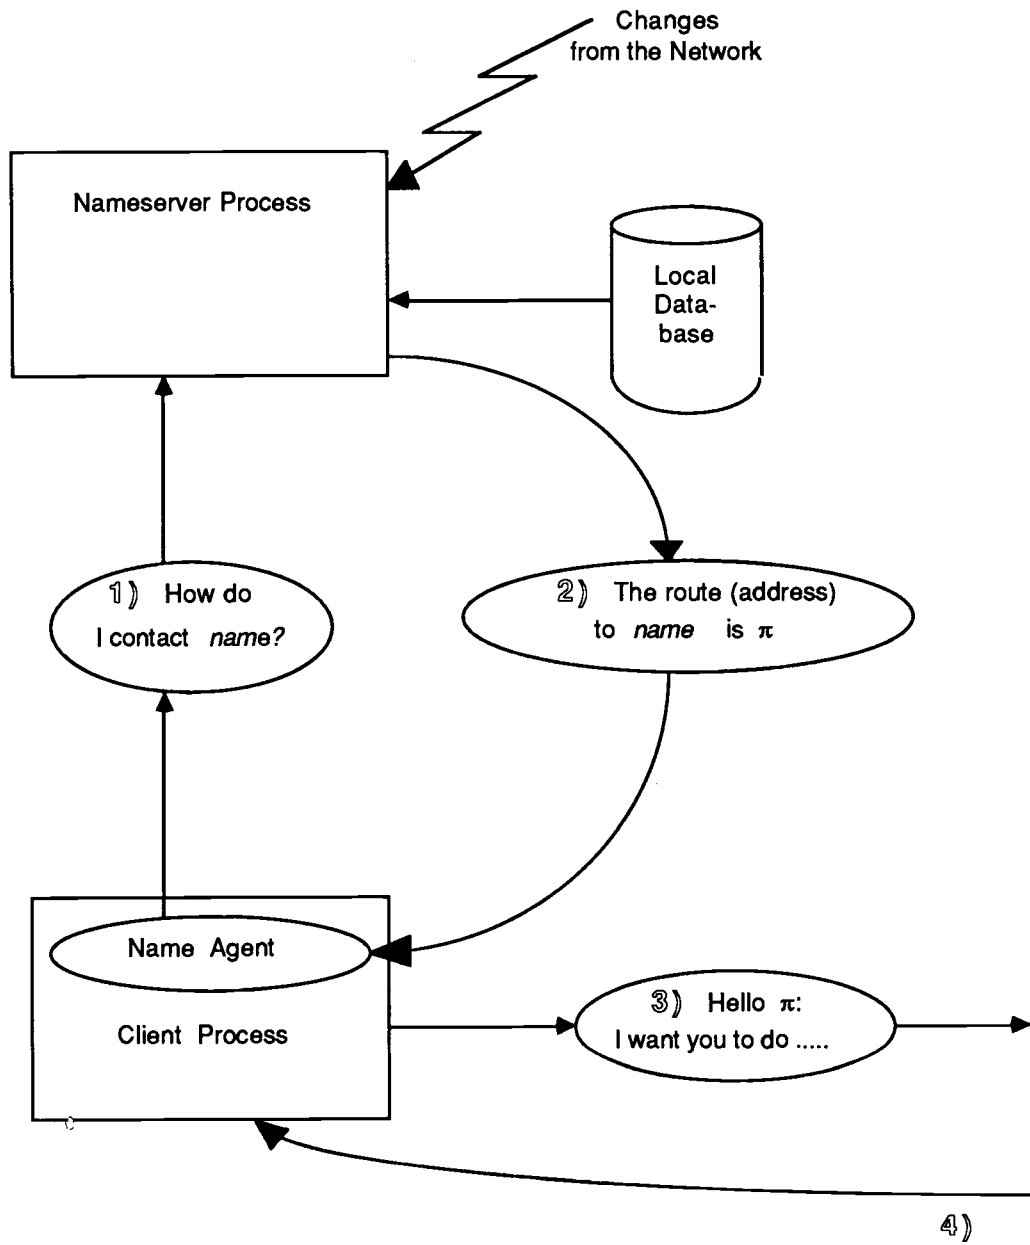 Changes
from the Network
Nameserver Process
Local
Data-
base
1) How do
I contact name?
2) The route (address)
to name is π
Name Agent
Client Process
3) Hello π:
I want you to do .....
4)